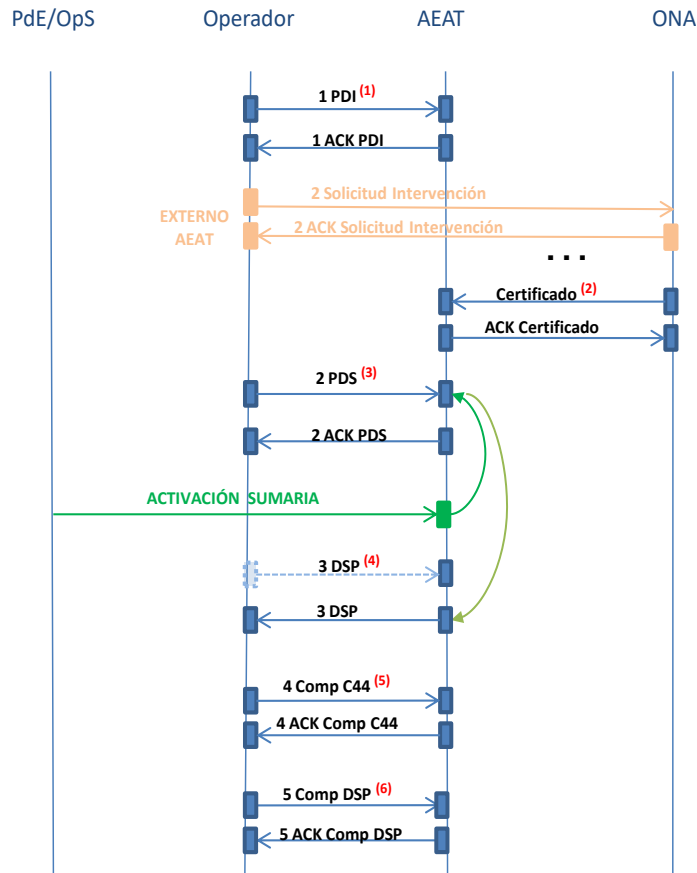 PdE/OpS Operador AEAT ONA
1 PDI (1)
1 ACK PDI
2 Solicitud Intervención
EXTERNO
AEAT
2 ACK Solicitud Intervención
...
Certificado (2)
ACK Certificado
2 PDS (3)
2 ACK PDS
ACTIVACIÓN SUMARIA
3 DSP (4)
3 DSP
4 Comp C44 (5)
4 ACK Comp C44
5 Comp DSP (6)
5 ACK Comp DSP